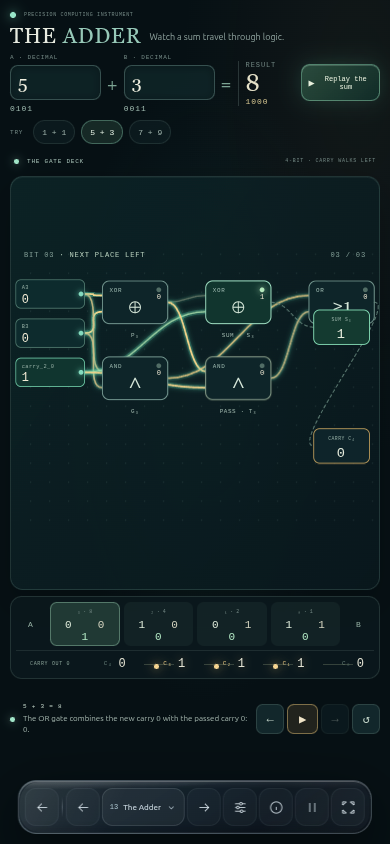 PRECISION COMPUTING INSTRUMENT
THE ADDER Watch a sum travel through logic.
A · DECIMAL B · DECIMAL
RESULT
5 + 3 = 8
0101 0011 1000
Replay the sum
TRY 1 + 1 5 + 3 7 + 9
THE GATE DECK 4-BIT · CARRY WALKS LEFT
BIT 03 · NEXT PLACE LEFT 03 / 03
A3 0
B3 0
carry_2_0 1
XOR 0 ⊕
XOR 1 ⊕
OR 0 ≥1
SUM S₃ 1
P₃ SUM · S₃
AND 0 ∧
AND 0 ∧
G₃ PASS · T₃
CARRY C₄ 0
A 0 0 1 0 1 0 1 1 B
1 0 0 0
CARRY OUT 0 C₄ 0 C₃ 1 C₂ 1 C₁ 1 0
5 + 3 = 8
The OR gate combines the new carry 0 with the passed carry 0:
0.
13 The Adder